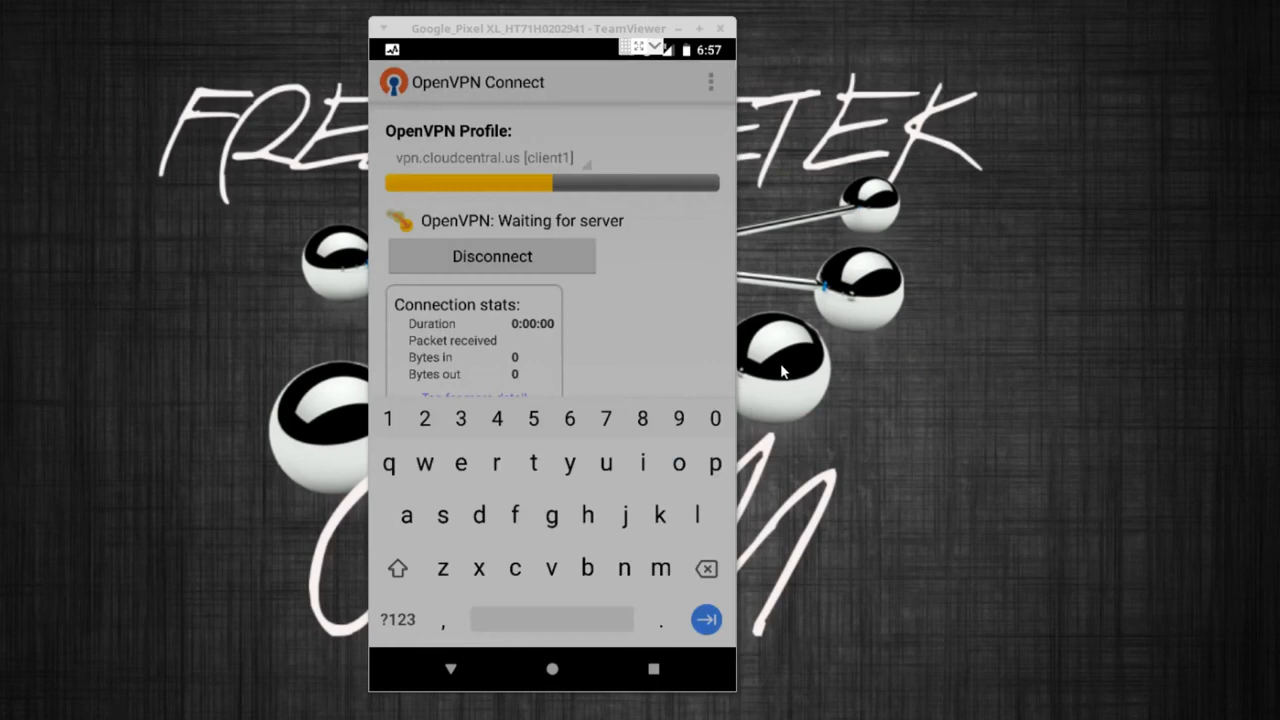 Google_Pixel XL_HT71H0202941 - TeamViewer
6:57
OpenVPN Connect
OpenVPN Profile:
vpn.cloudcentral.us [client1]
OpenVPN: Waiting for server
Disconnect
Connection stats:
Duration 0:00:00
Packet received
Bytes in 0
Bytes out 0
1 2 3 4 5 6 7 8 9 0
q w e r t y u i o p
a s d f g h j k l
z x c v b n m
?123 , .